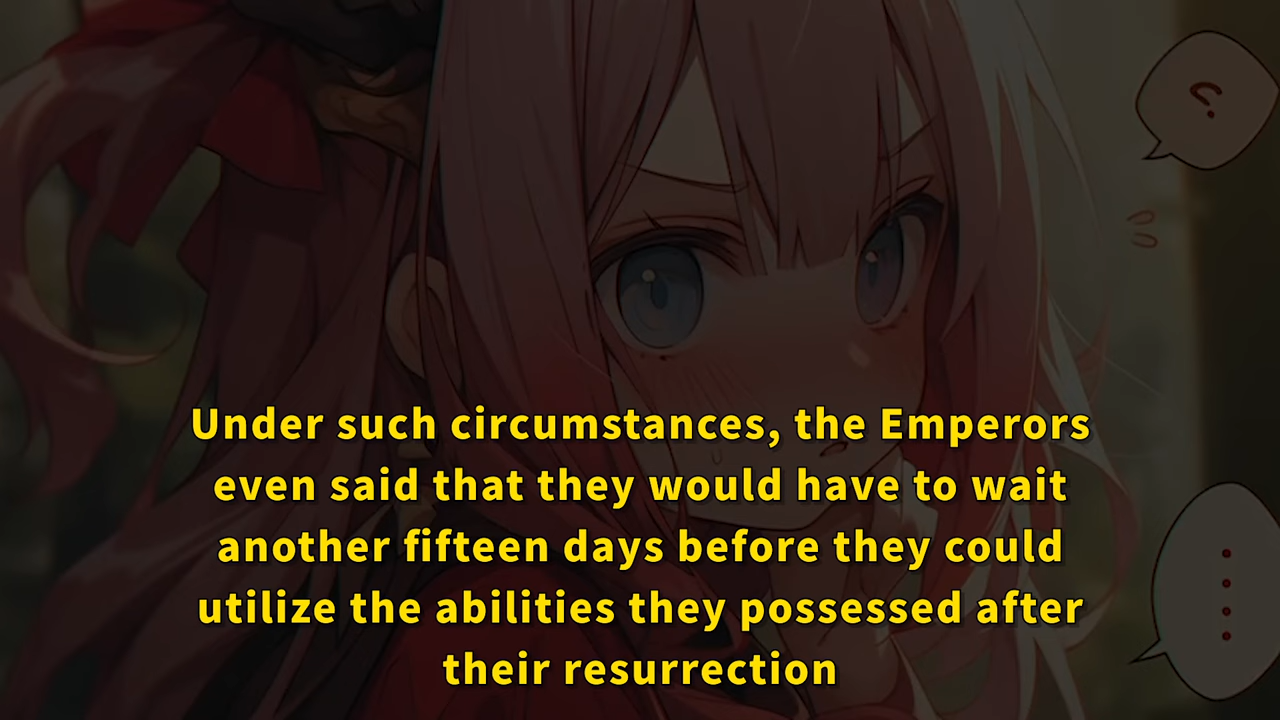 ?
Under such circumstances, the Emperors
even said that they would have to wait
another fifteen days before they could
utilize the abilities they possessed after
their resurrection